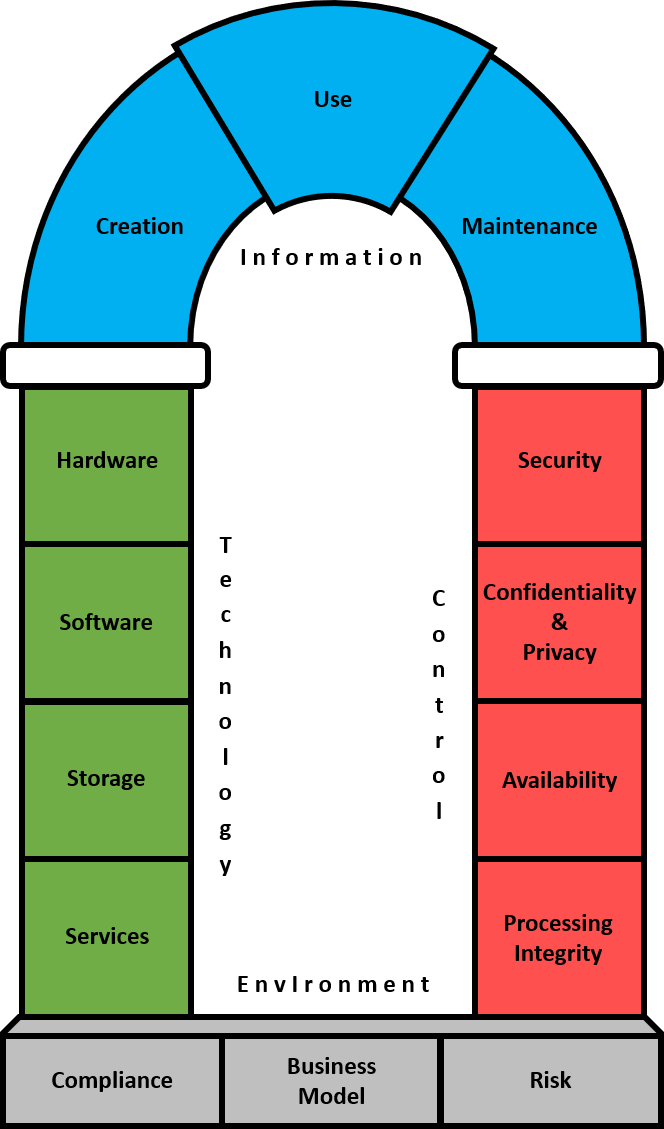 Use
Creation
Maintenance
Information
Hardware
Software
Storage
Services
Technology
Control
Security
Confidentiality
&
Privacy
Availability
Processing
Integrity
EnvIronment
Compliance
Business
Model
Risk